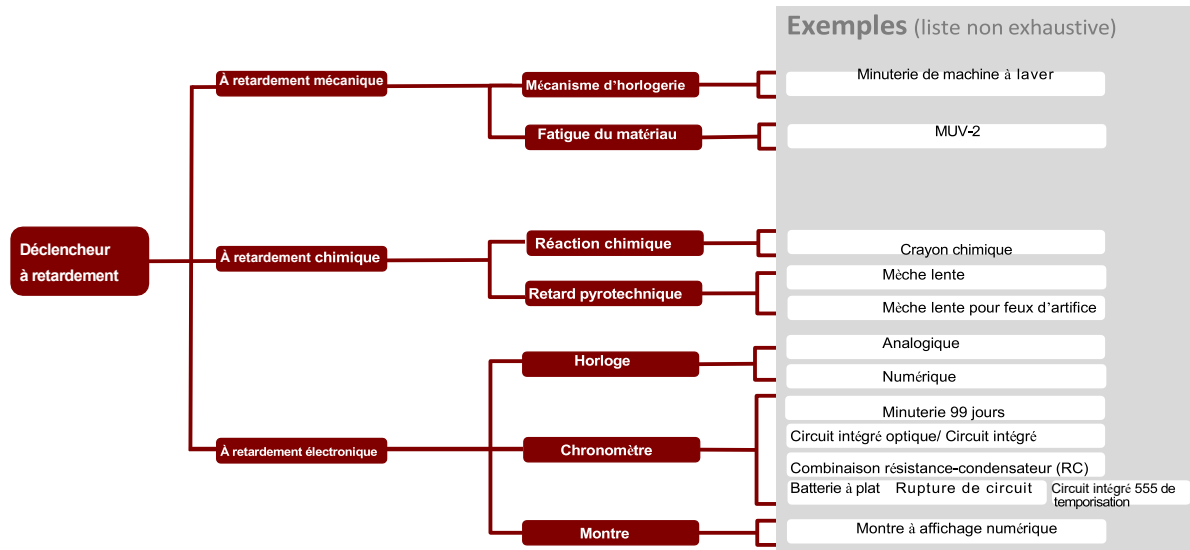 Exemples (liste non exhaustive)
À retardement mécanique
Mécanisme d'horlogerie
Minuterie de machine à laver
Fatigue du matériau
MUV-2
Déclencheur
à retardement
À retardement chimique
Réaction chimique
Crayon chimique
Retard pyrotechnique
Mèche lente
Mèche lente pour feux d'artifice
Horloge
Analogique
Numérique
À retardement électronique
Chronomètre
Minuterie 99 jours
Circuit intégré optique/ Circuit intégré
Combinaison résistance-condensateur (RC)
Batterie à plat
Rupture de circuit
Circuit intégré 555 de
temporisation
Montre
Montre à affichage numérique